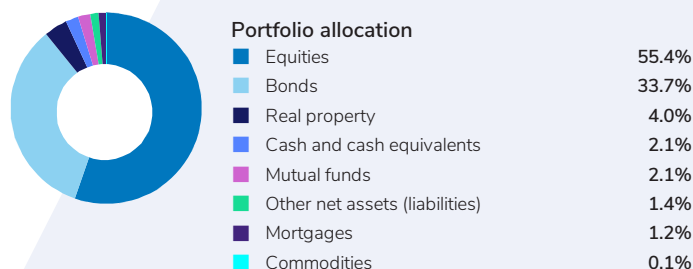 Portfolio allocation
Equities 55.4%
Bonds 33.7%
Real property 4.0%
Cash and cash equivalents 2.1%
Mutual funds 2.1%
Other net assets (liabilities) 1.4%
Mortgages 1.2%
Commodities 0.1%